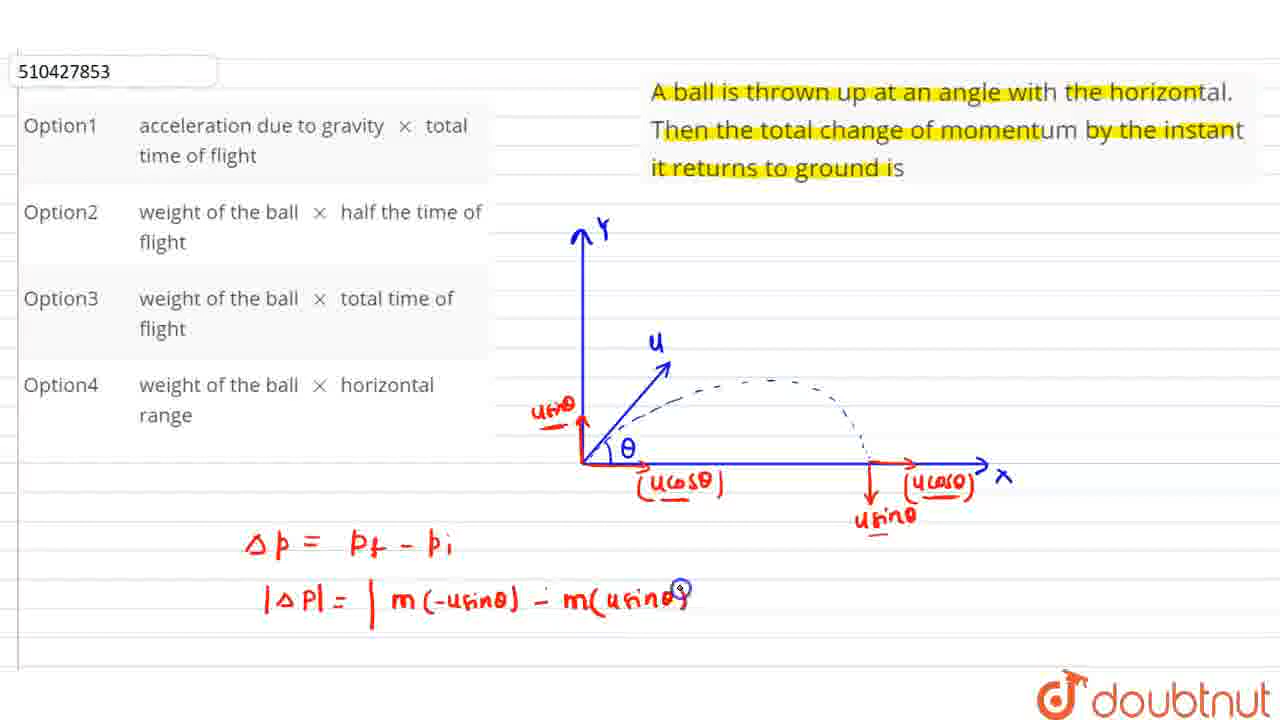 510427853
A ball is thrown up at an angle with the horizontal.
Then the total change of momentum by the instant
it returns to ground is
Option1 acceleration due to gravity × total
time of flight
Option2 weight of the ball × half the time of
flight
Option3 weight of the ball × total time of
flight
Option4 weight of the ball × horizontal
range
Y
u
usinθ
θ
(ucosθ)
(ucosθ)
X
usinθ
Δp = pf - pi
|Δp| = | m(-usinθ) - m(usinθ)
doubtnut